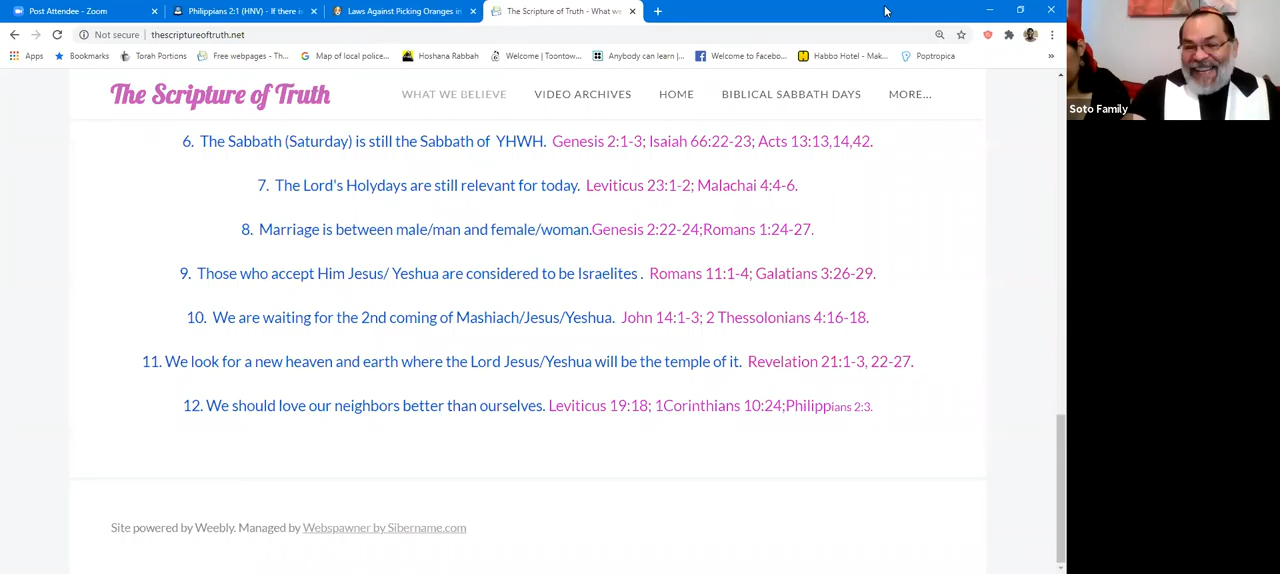 Post Attendee - Zoom
Philippians 2:1 (HNV) - If there i
Laws Against Picking Oranges in
The Scripture of Truth - What we
Not secure | thescriptureoftruth.net
Apps
Bookmarks
Torah Portions
Free webpages - Th...
Map of local police...
Hoshana Rabbah
Welcome | Toontow...
Anybody can learn |...
Welcome to Facebo...
Habbo Hotel - Mak...
Poptropica
Soto Family
The Scripture of Truth
WHAT WE BELIEVE
VIDEO ARCHIVES
HOME
BIBLICAL SABBATH DAYS
MORE...
6. The Sabbath (Saturday) is still the Sabbath of YHWH. Genesis 2:1-3; Isaiah 66:22-23; Acts 13:13,14,42.
7. The Lord's Holydays are still relevant for today. Leviticus 23:1-2; Malachai 4:4-6.
8. Marriage is between male/man and female/woman.Genesis 2:22-24;Romans 1:24-27.
9. Those who accept Him Jesus/ Yeshua are considered to be Israelites . Romans 11:1-4; Galatians 3:26-29.
10. We are waiting for the 2nd coming of Mashiach/Jesus/Yeshua. John 14:1-3; 2 Thessolonians 4:16-18.
11. We look for a new heaven and earth where the Lord Jesus/Yeshua will be the temple of it. Revelation 21:1-3, 22-27.
12. We should love our neighbors better than ourselves. Leviticus 19:18; 1Corinthians 10:24;Philippians 2:3.
Site powered by Weebly. Managed by Webspawner by Sibername.com